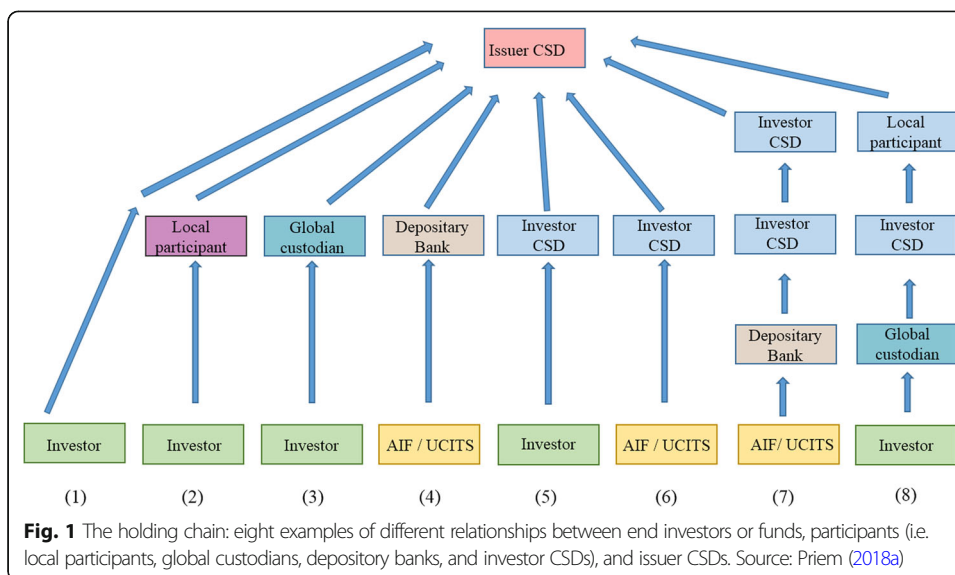 Issuer CSD
Investor
CSD
Local
participant
Local
participant
Global
custodian
Depositary
Bank
Investor
CSD
Investor
CSD
Investor
CSD
Investor
CSD
Depositary
Bank
Global
custodian
Investor
Investor
Investor
AIF / UCITS
Investor
AIF / UCITS
AIF / UCITS
Investor
(1)
(2)
(3)
(4)
(5)
(6)
(7)
(8)
Fig. 1 The holding chain: eight examples of different relationships between end investors or funds, participants (i.e.
local participants, global custodians, depository banks, and investor CSDs), and issuer CSDs. Source: Priem (2018a)